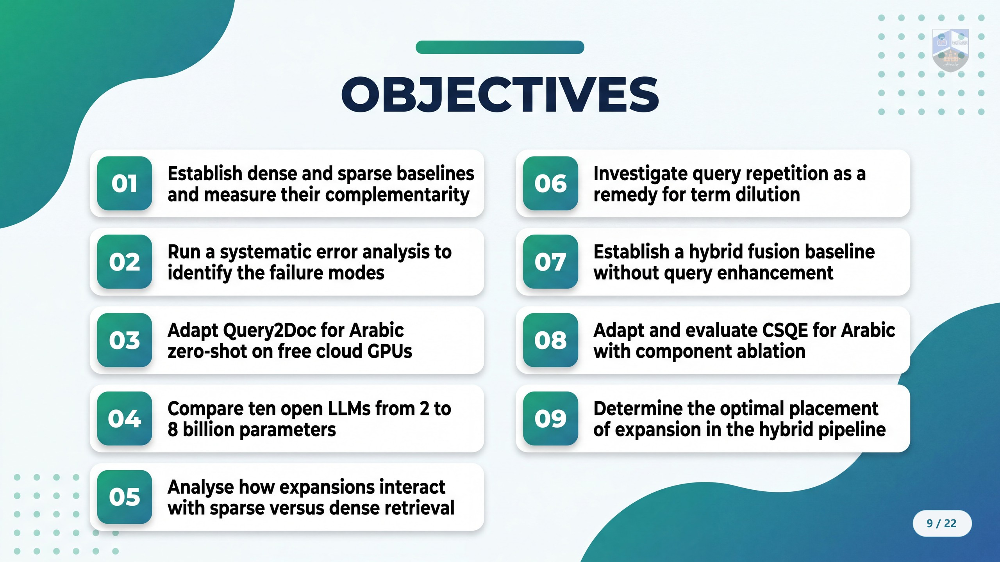 OBJECTIVES
01
Establish dense and sparse baselines
and measure their complementarity
02
Run a systematic error analysis to
identify the failure modes
03
Adapt Query2Doc for Arabic
zero-shot on free cloud GPUs
04
Compare ten open LLMs from 2 to
8 billion parameters
05
Analyse how expansions interact
with sparse versus dense retrieval
06
Investigate query repetition as a
remedy for term dilution
07
Establish a hybrid fusion baseline
without query enhancement
08
Adapt and evaluate CSQE for Arabic
with component ablation
09
Determine the optimal placement
of expansion in the hybrid pipeline
9 / 22